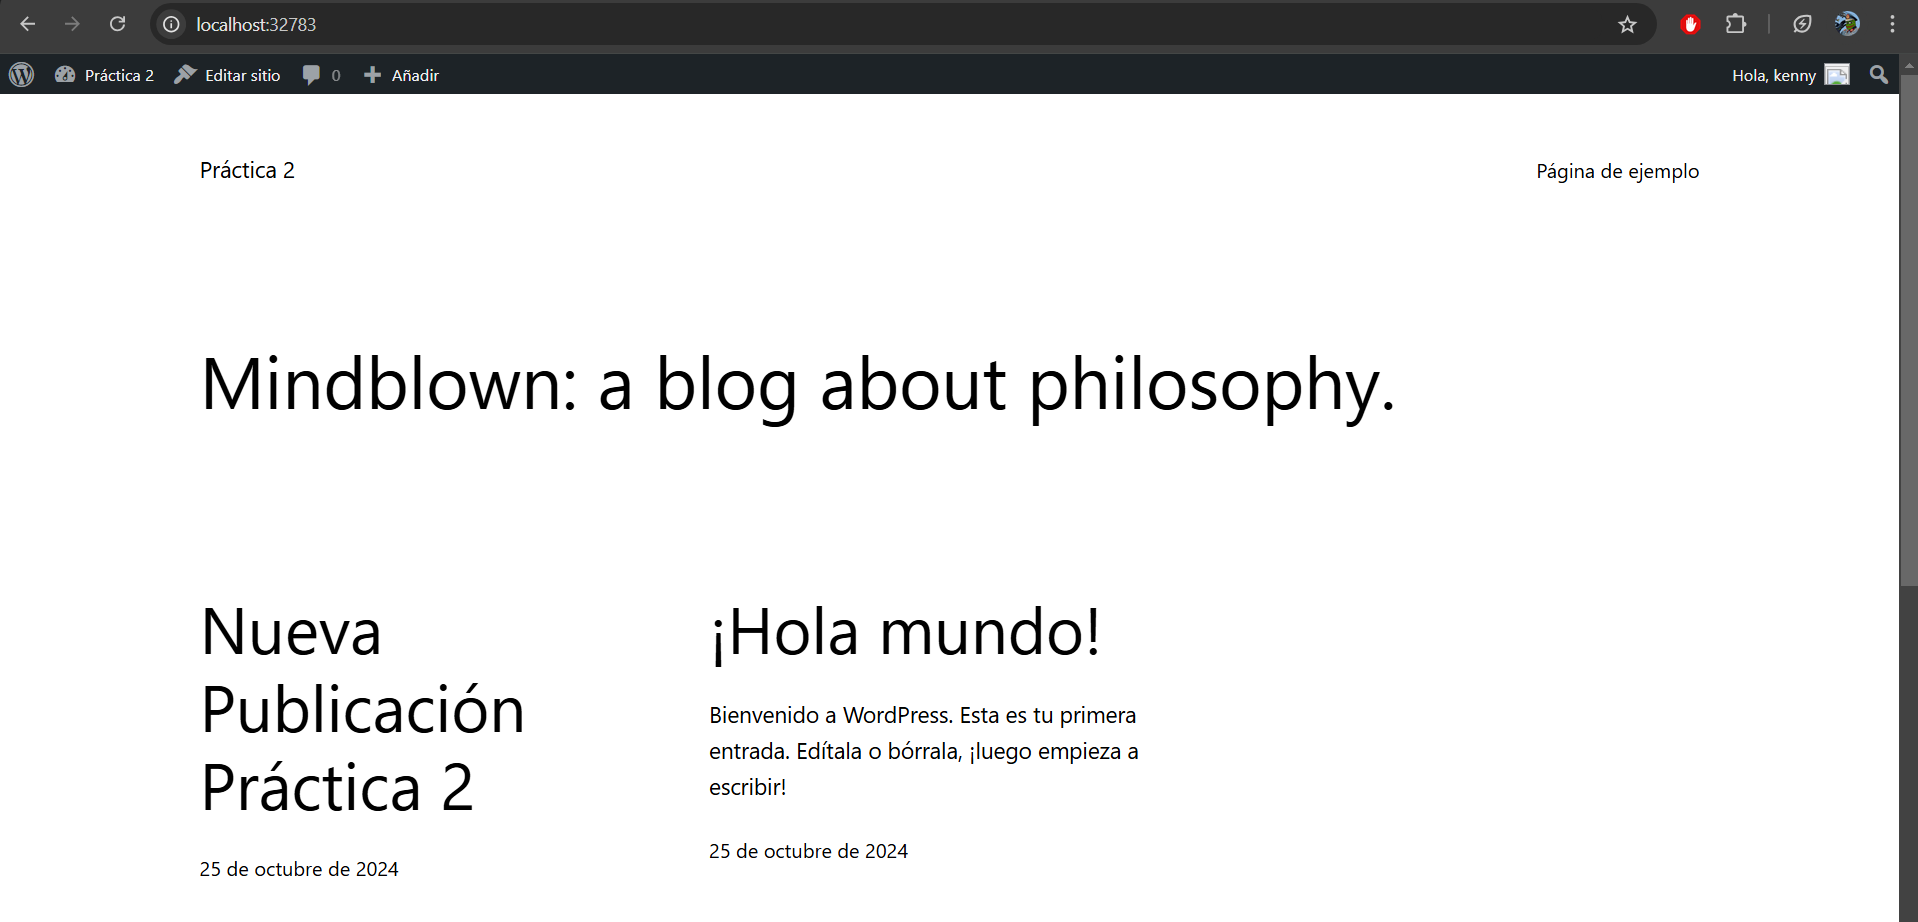 localhost:32783
Práctica 2 Editar sitio 0 Añadir Hola, kenny
Práctica 2 Página de ejemplo
Mindblown: a blog about philosophy.
Nueva
Publicación
Práctica 2
25 de octubre de 2024
¡Hola mundo!
Bienvenido a WordPress. Esta es tu primera
entrada. Edítala o bórrala, ¡luego empieza a
escribir!
25 de octubre de 2024